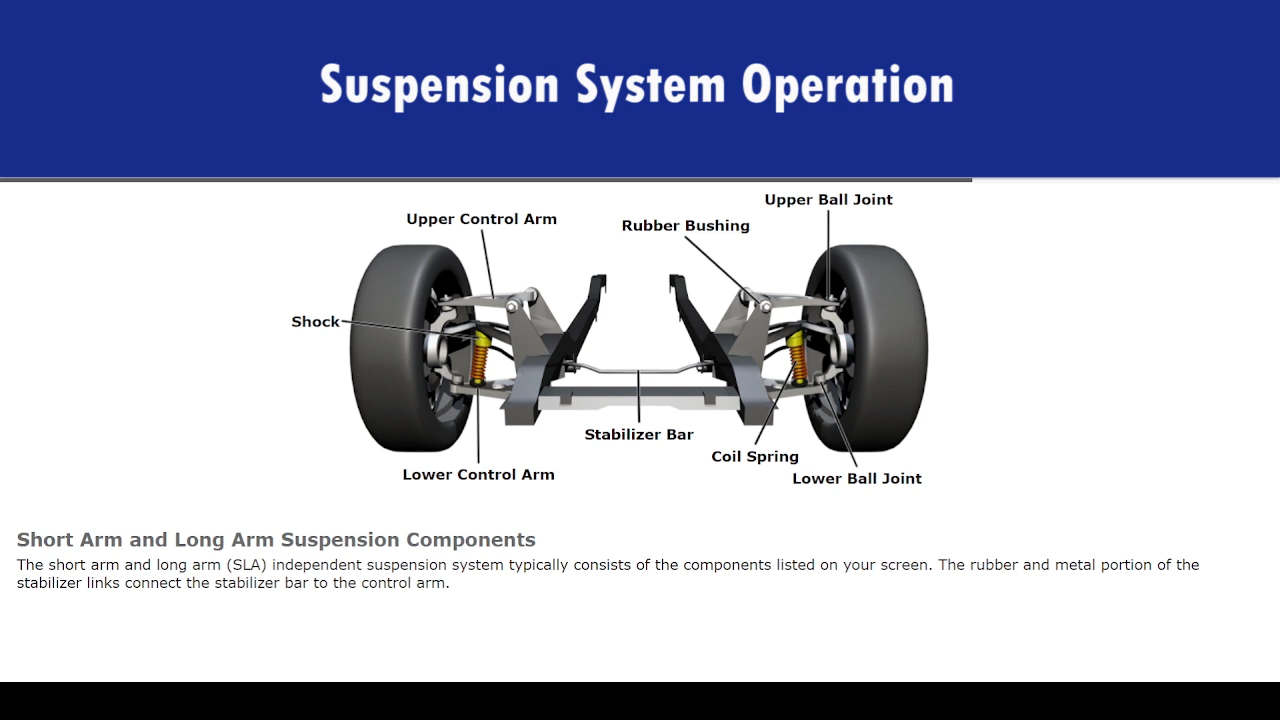 Suspension System Operation
Upper Ball Joint
Upper Control Arm
Rubber Bushing
Shock
Stabilizer Bar
Coil Spring
Lower Control Arm
Lower Ball Joint
Short Arm and Long Arm Suspension Components
The short arm and long arm (SLA) independent suspension system typically consists of the components listed on your screen. The rubber and metal portion of the
stabilizer links connect the stabilizer bar to the control arm.